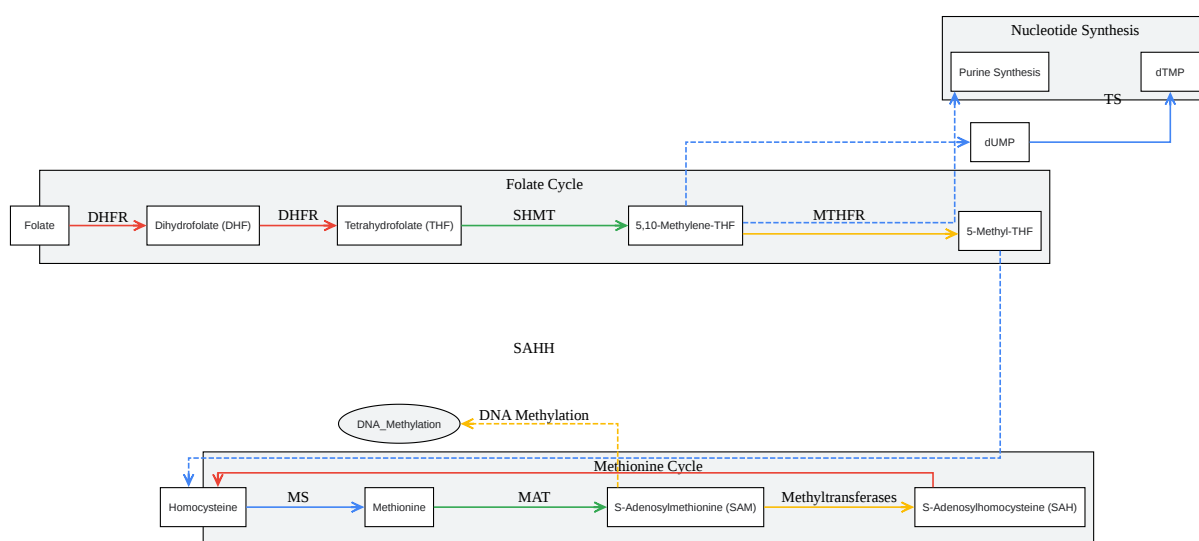 Nucleotide Synthesis
Purine Synthesis
dTMP
TS
dUMP
Folate Cycle
Folate
DHFR
Dihydrofolate (DHF)
DHFR
Tetrahydrofolate (THF)
SHMT
5,10-Methylene-THF
MTHFR
5-Methyl-THF
SAHH
DNA_Methylation
DNA Methylation
Methionine Cycle
Homocysteine
MS
Methionine
MAT
S-Adenosylmethionine (SAM)
Methyltransferases
S-Adenosylhomocysteine (SAH)